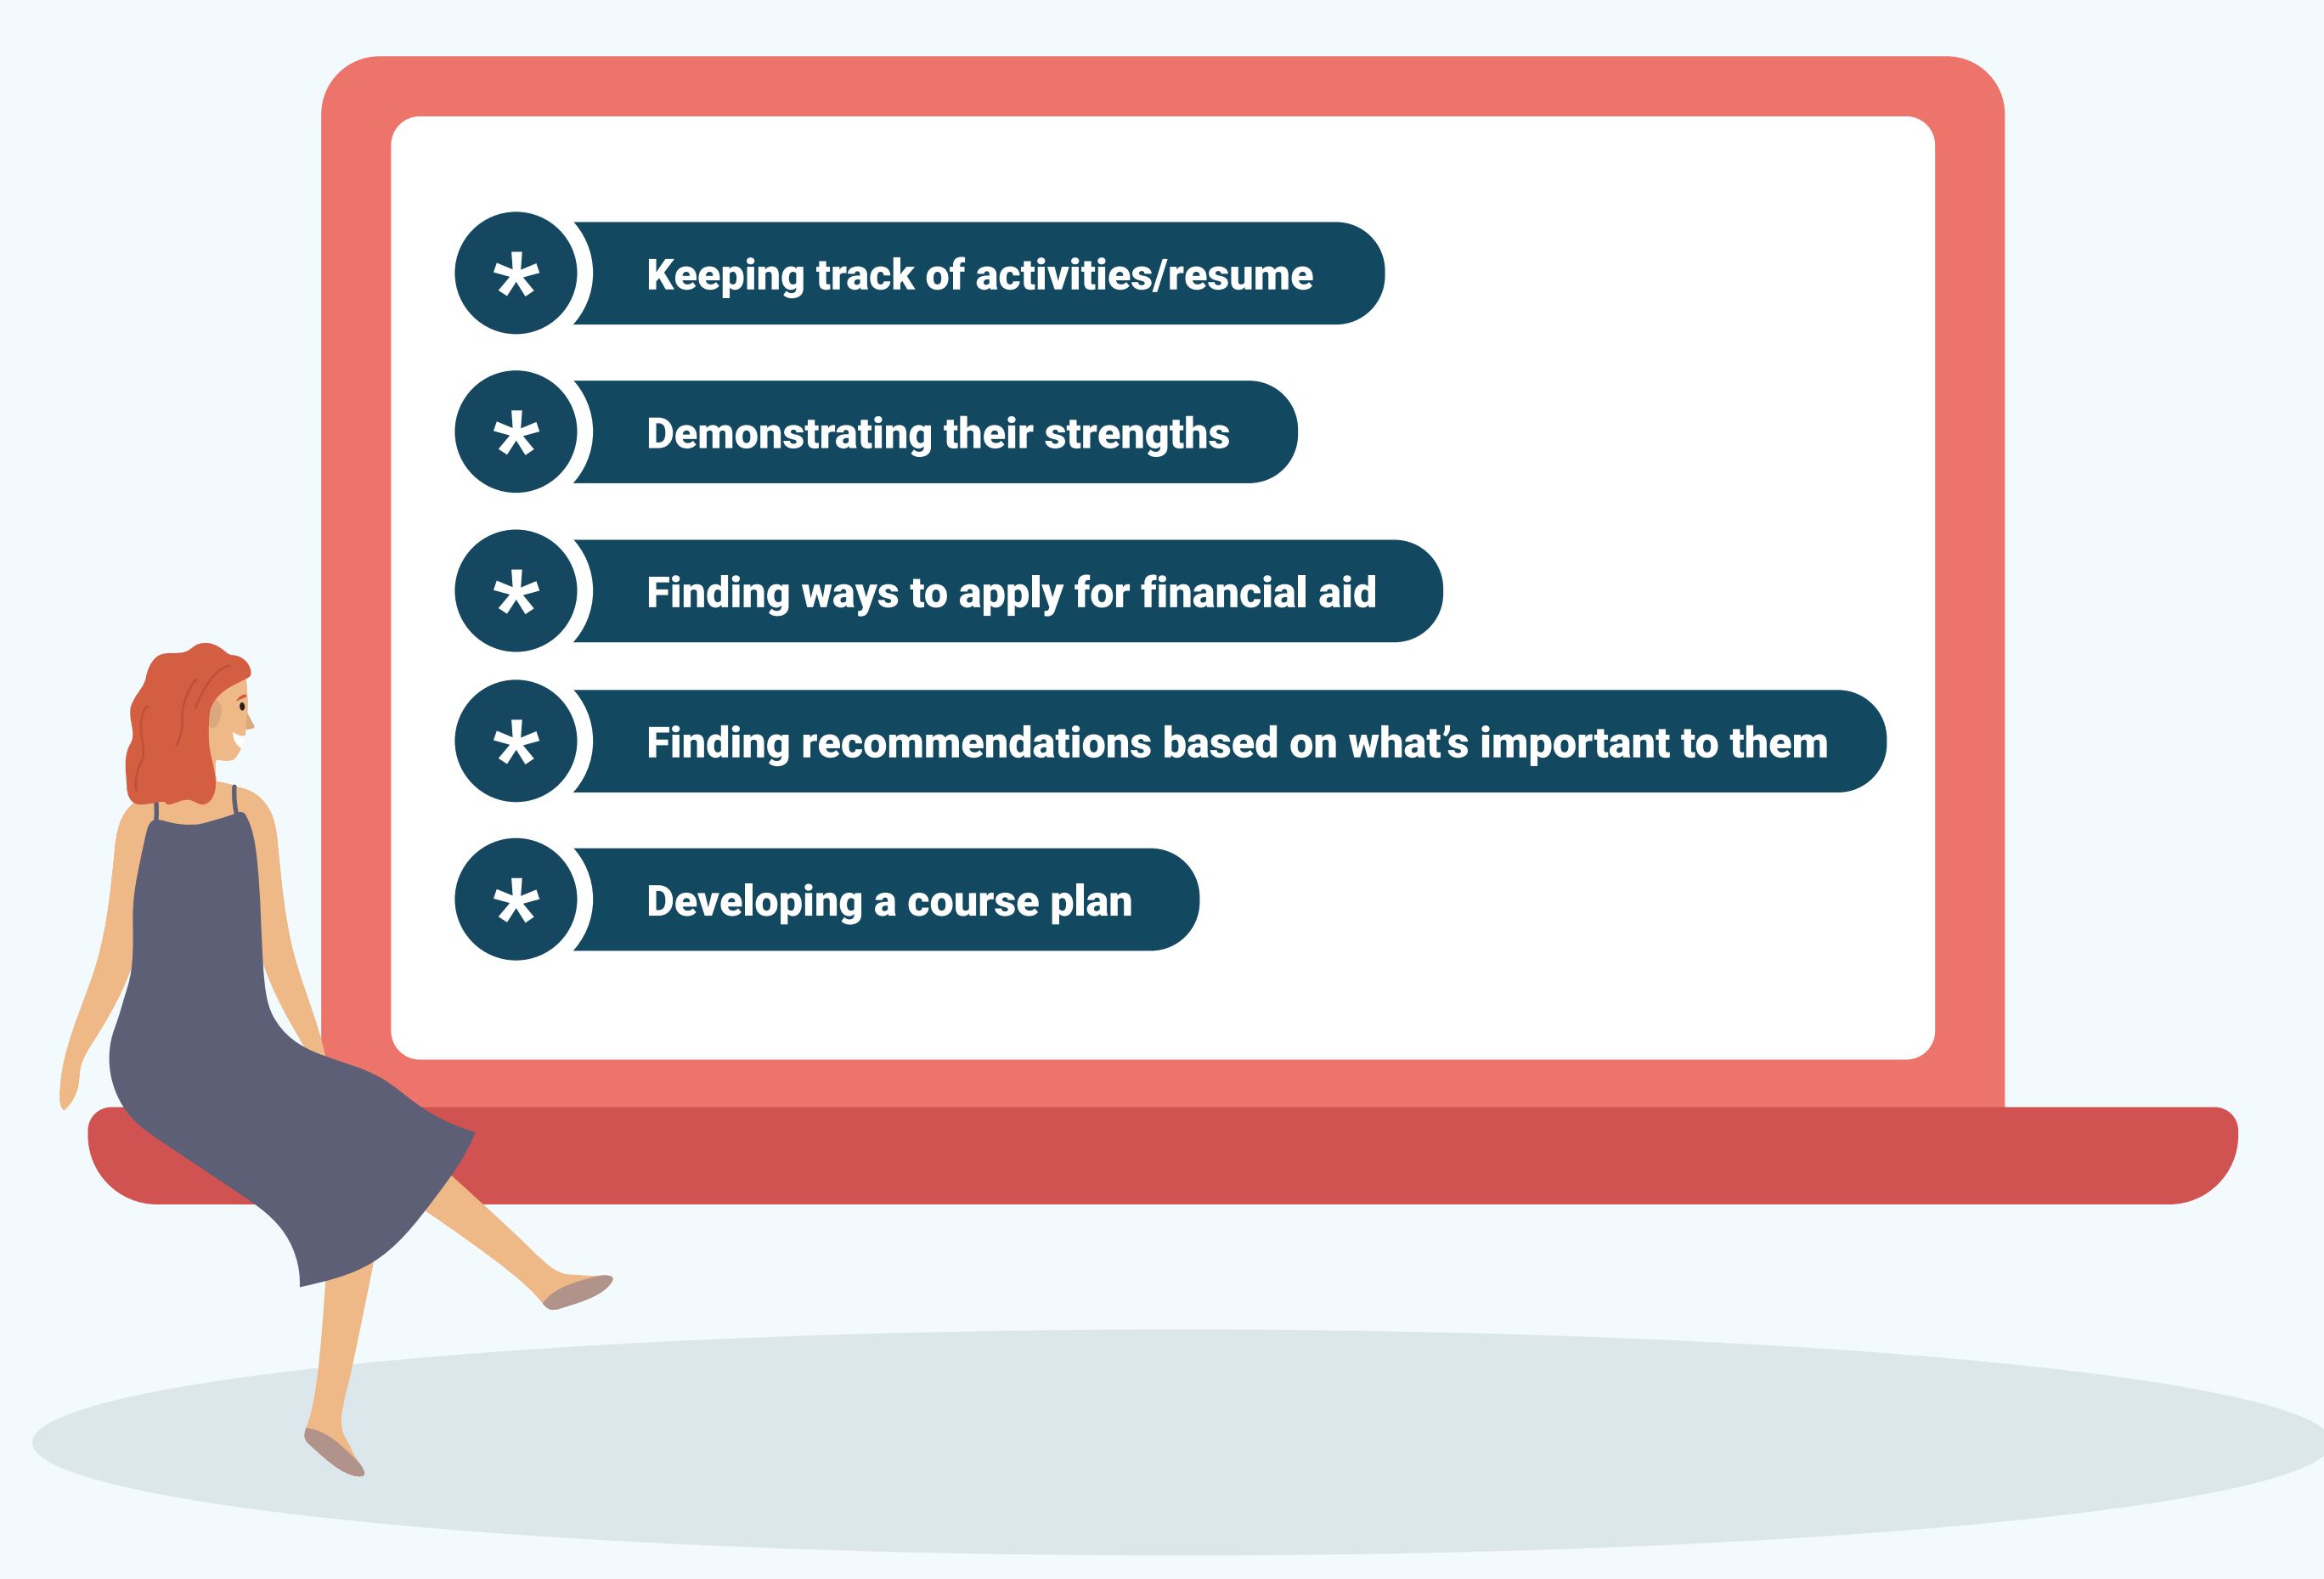 * Keeping track of activities/resume
* Demonstrating their strengths
* Finding ways to apply for financial aid
* Finding recommendations based on what’s important to them
* Developing a course plan